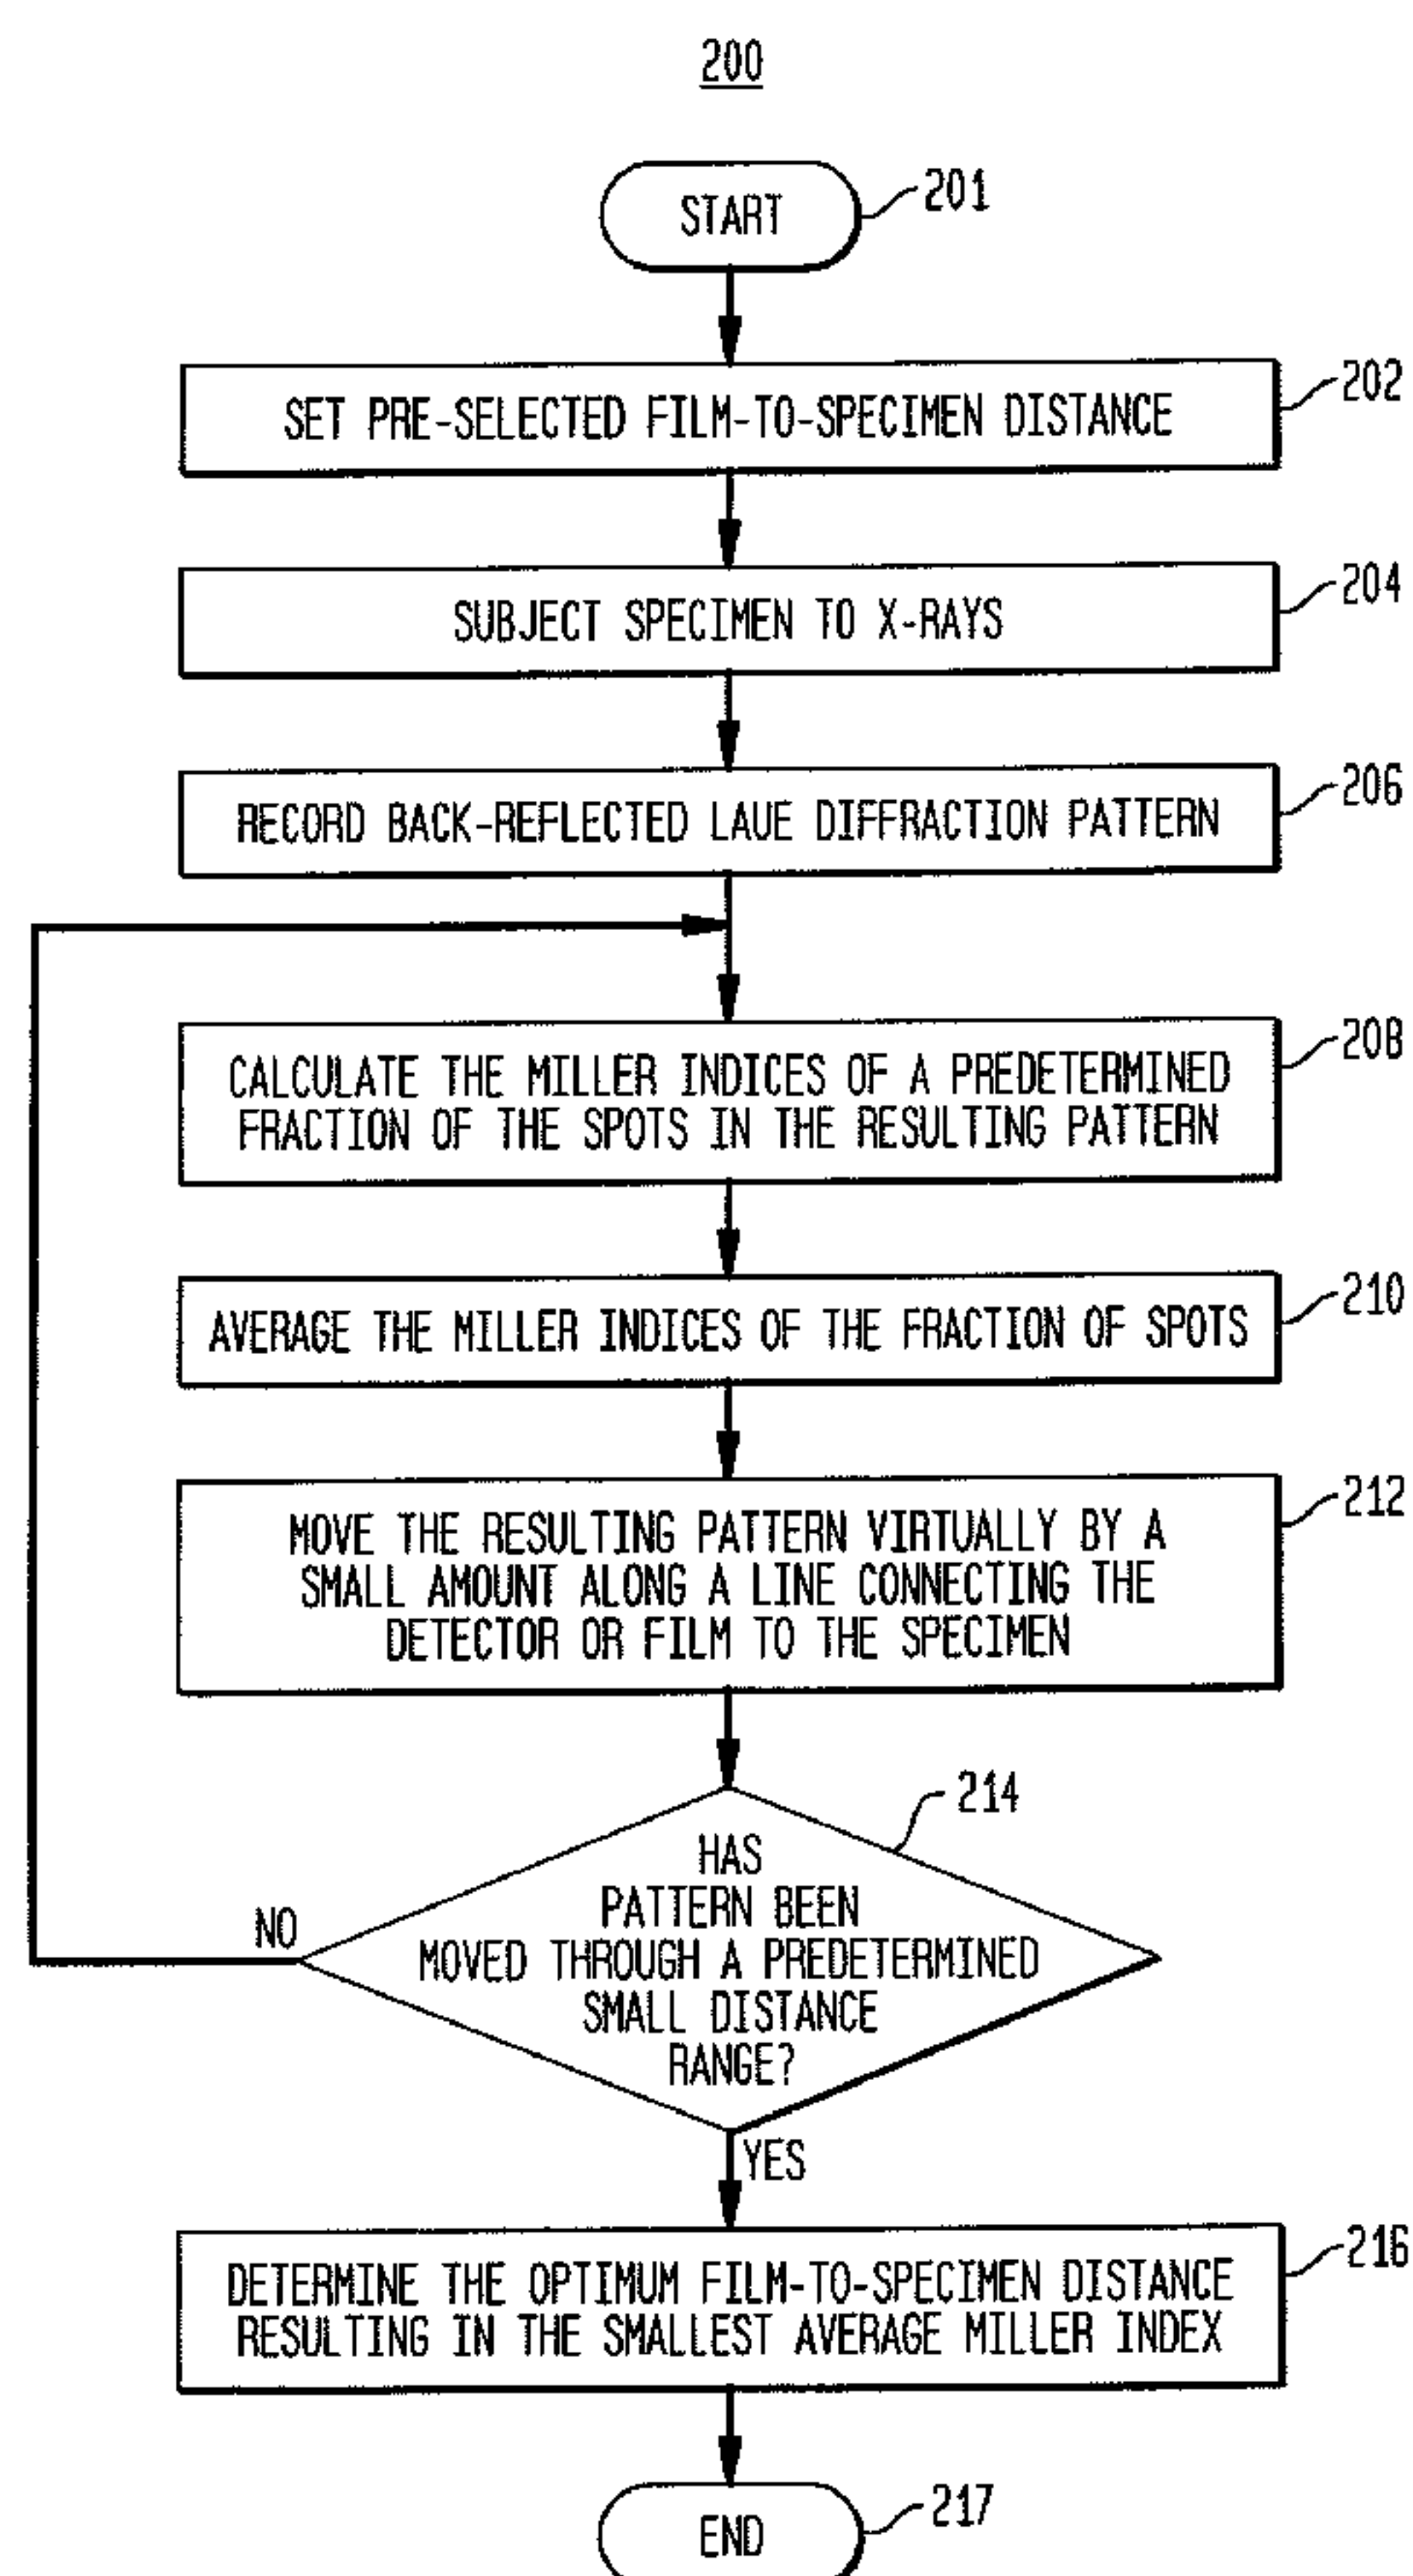 200
START
201
SET PRE-SELECTED FILM-TO-SPECIMEN DISTANCE
202
SUBJECT SPECIMEN TO X-RAYS
204
RECORD BACK-REFLECTED LAUE DIFFRACTION PATTERN
206
CALCULATE THE MILLER INDICES OF A PREDETERMINED
FRACTION OF THE SPOTS IN THE RESULTING PATTERN
208
AVERAGE THE MILLER INDICES OF THE FRACTION OF SPOTS
210
MOVE THE RESULTING PATTERN VIRTUALLY BY A
SMALL AMOUNT ALONG A LINE CONNECTING THE
DETECTOR OR FILM TO THE SPECIMEN
212
HAS
PATTERN BEEN
MOVED THROUGH A PREDETERMINED
SMALL DISTANCE
RANGE?
214
NO
YES
DETERMINE THE OPTIMUM FILM-TO-SPECIMEN DISTANCE
RESULTING IN THE SMALLEST AVERAGE MILLER INDEX
216
END
217